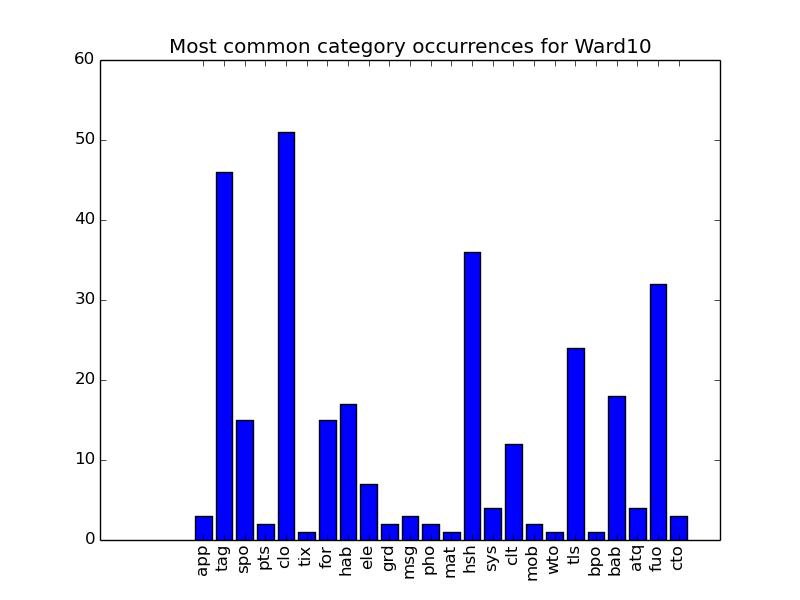 Most common category occurrences for Ward10
60
50
40
30
20
10
0
app
tag
spo
pts
clo
tix
for
hab
ele
grd
msg
pho
mat
hsh
sys
clt
mob
wto
tls
bpo
bab
atq
fuo
cto